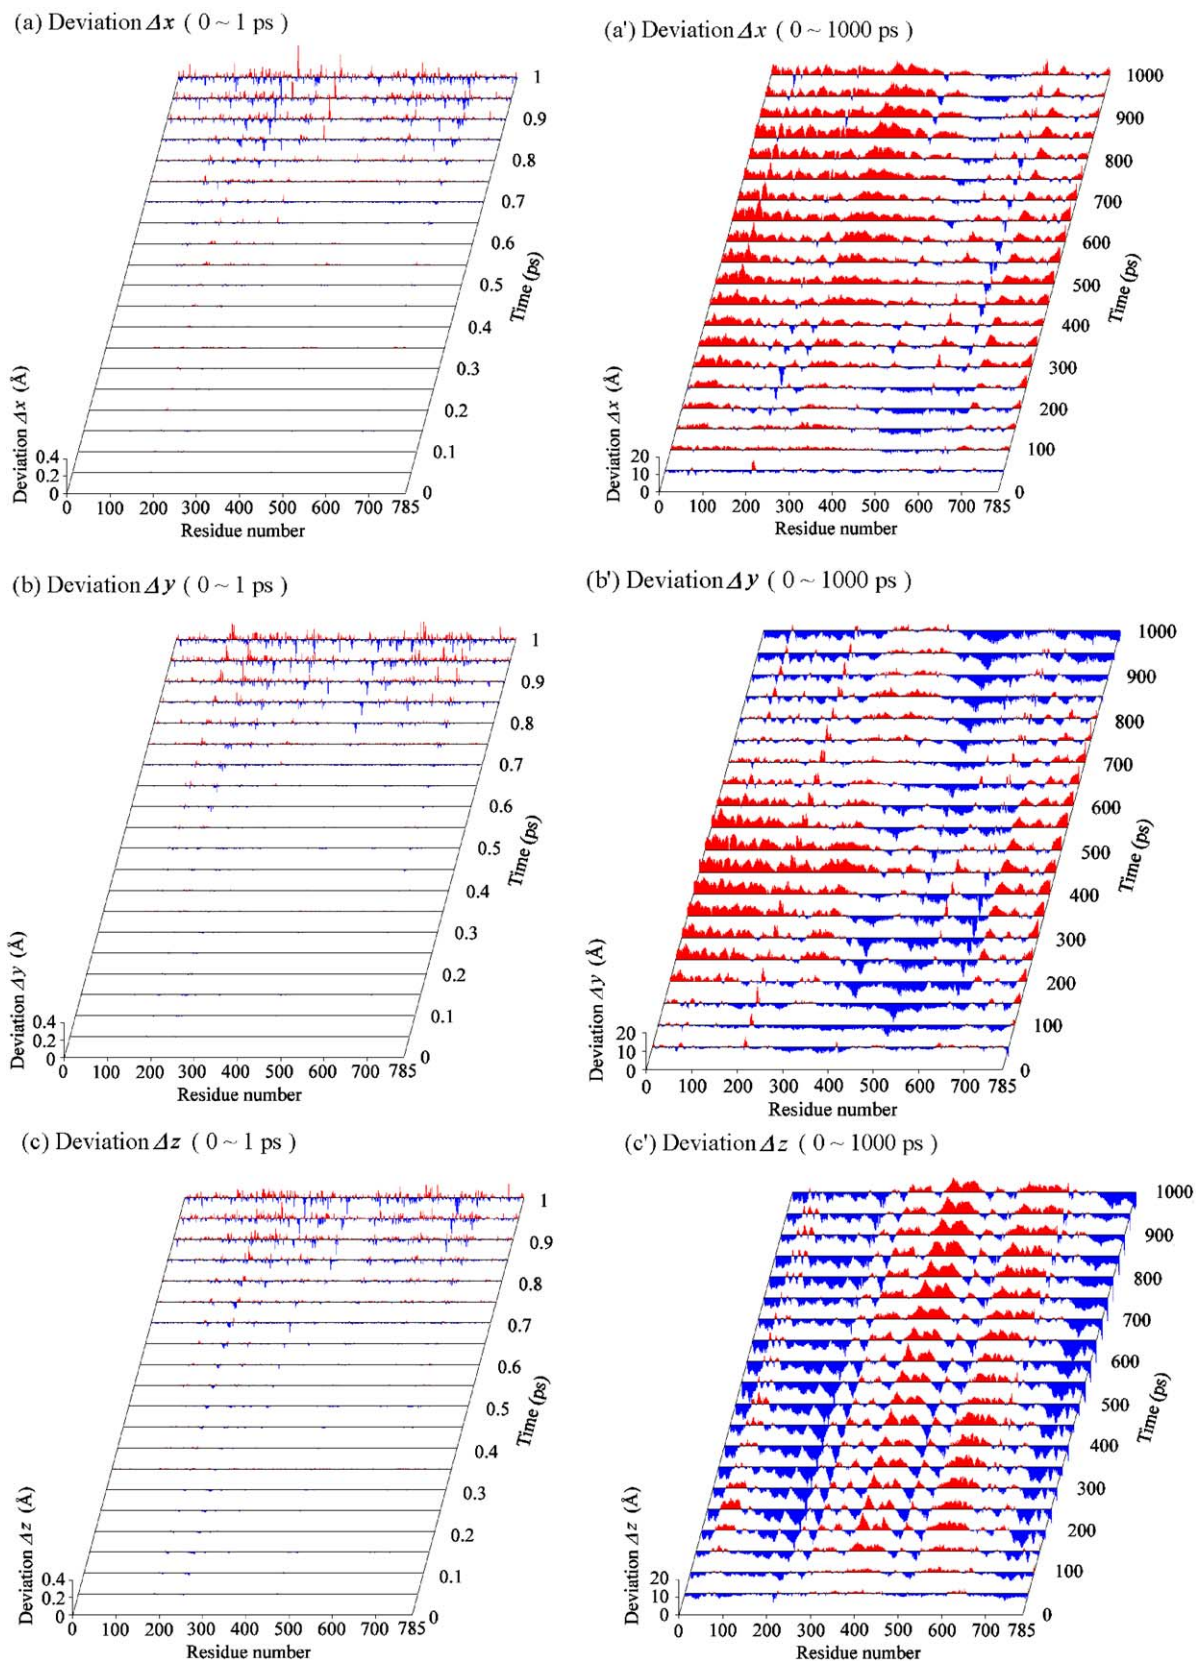 (a) Deviation Δx ( 0 ~ 1 ps )
1
0.9
0.8
0.7
0.6
0.5
0.4
0.3
0.2
0.1
0
Time (ps)
Deviation Δx (Å)
0.4
0.2
0
0 100 200 300 400 500 600 700 785
Residue number
(a') Deviation Δx ( 0 ~ 1000 ps )
1000
900
800
700
600
500
400
300
200
100
0
Time (ps)
Deviation Δx (Å)
20
10
0
0 100 200 300 400 500 600 700 785
Residue number
(b) Deviation Δy ( 0 ~ 1 ps )
1
0.9
0.8
0.7
0.6
0.5
0.4
0.3
0.2
0.1
0
Time (ps)
Deviation Δy (Å)
0.4
0.2
0
0 100 200 300 400 500 600 700 785
Residue number
(b') Deviation Δy ( 0 ~ 1000 ps )
1000
900
800
700
600
500
400
300
200
100
0
Time (ps)
Deviation Δy (Å)
20
10
0
0 100 200 300 400 500 600 700 785
Residue number
(c) Deviation Δz ( 0 ~ 1 ps )
1
0.9
0.8
0.7
0.6
0.5
0.4
0.3
0.2
0.1
0
Time (ps)
Deviation Δz (Å)
0.4
0.2
0
0 100 200 300 400 500 600 700 785
Residue number
(c') Deviation Δz ( 0 ~ 1000 ps )
1000
900
800
700
600
500
400
300
200
100
0
Time (ps)
Deviation Δz (Å)
20
10
0
0 100 200 300 400 500 600 700 785
Residue number